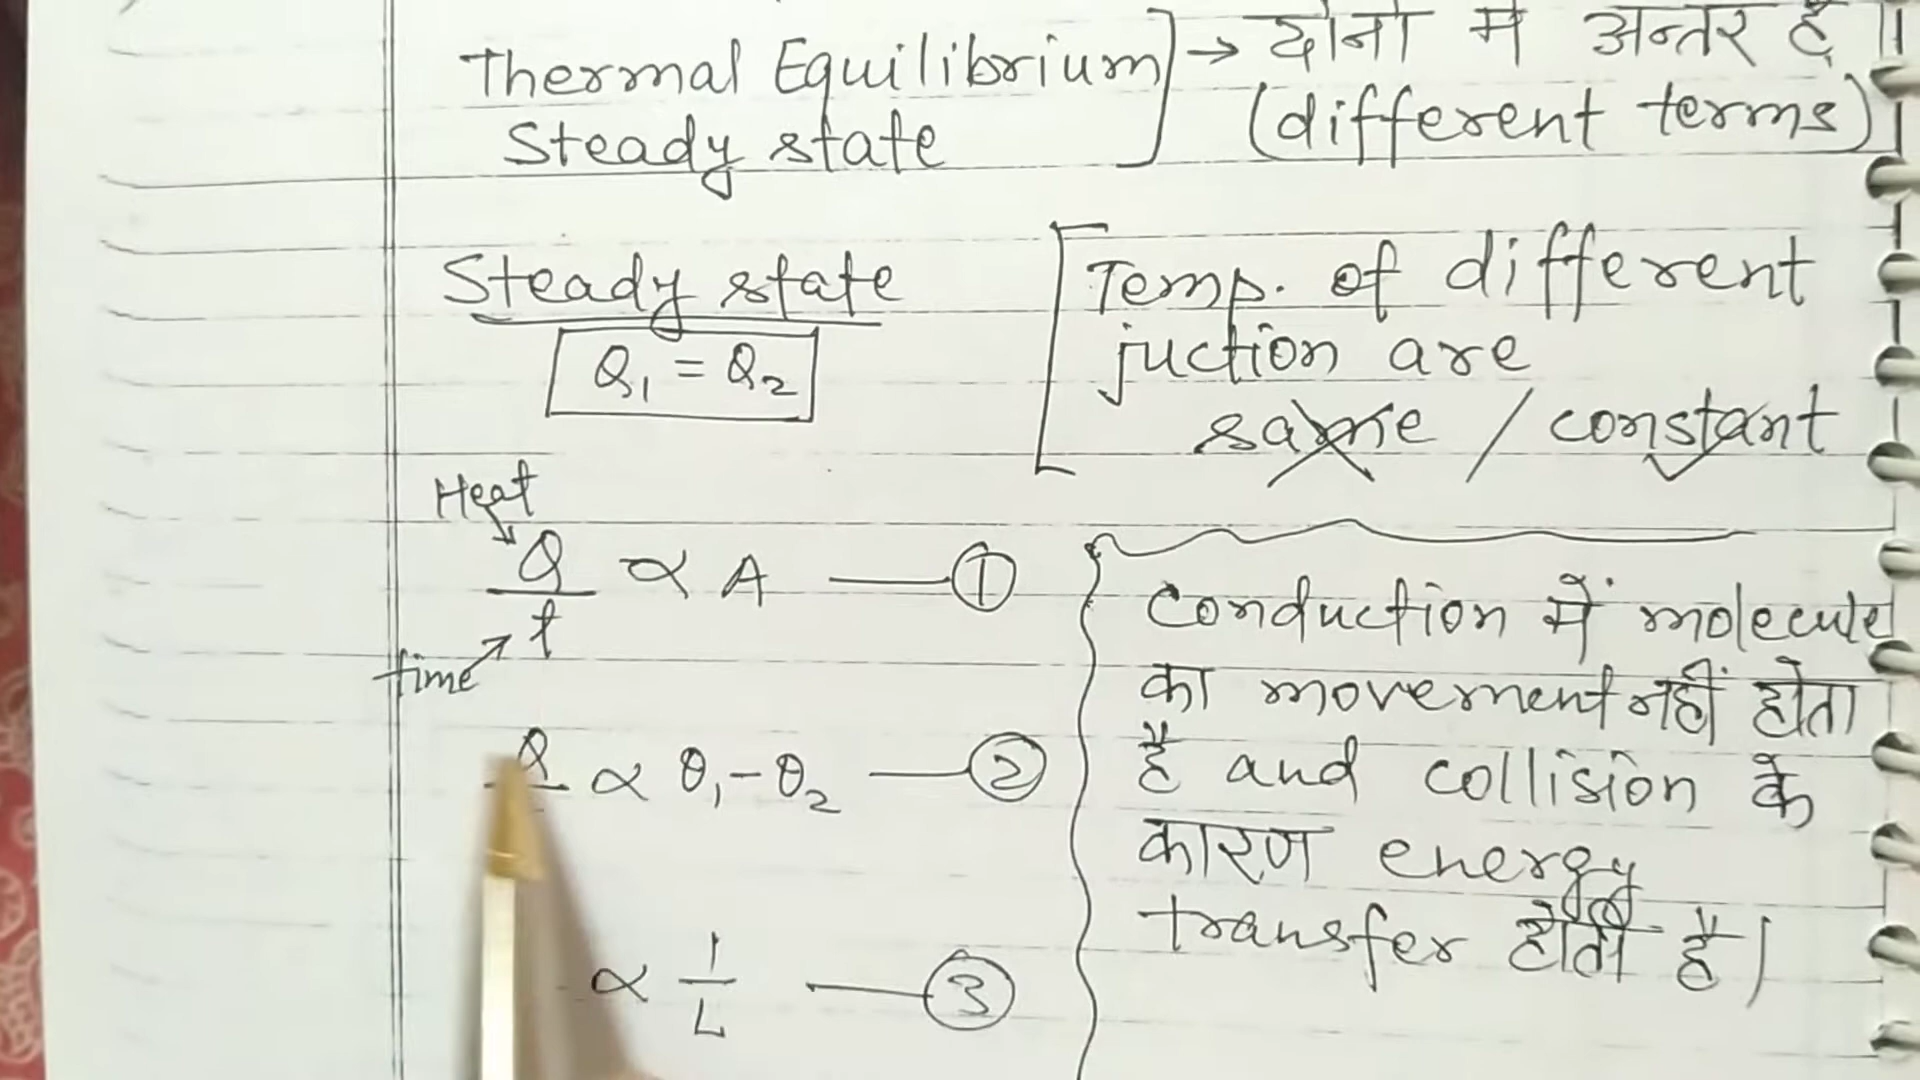 Thermal Equilibrium ] → दोनो में अन्तर है ||
Steady state (different terms)
Steady state
Q₁ = Q₂
Temp. of different
juction are
same / constant
Heat
Q/t ∝ A —— ①
time
Q ∝ θ₁ - θ₂ —— ②
∝ 1/L —— ③
Conduction में molecule
का movement नहीं होता
है and collision के
कारण energy
transfer होती है|